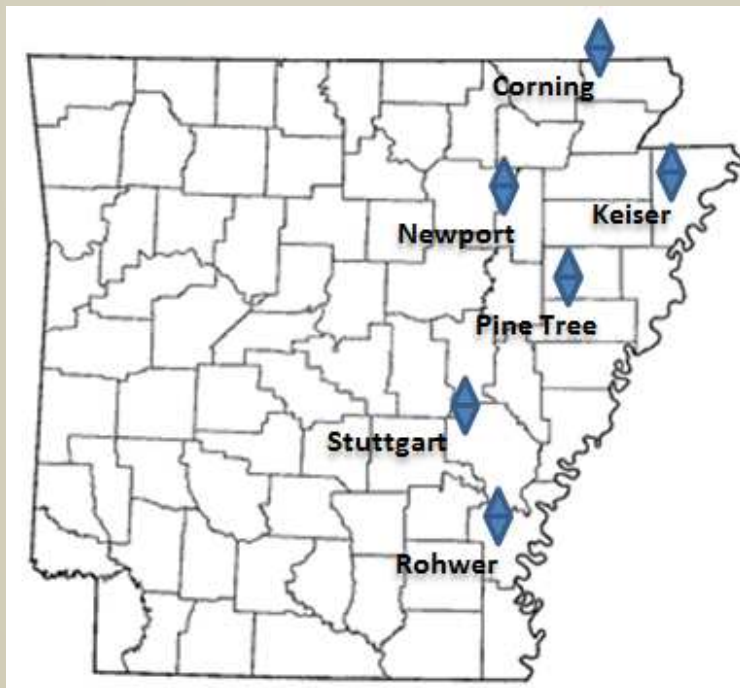 Corning
Keiser
Newport
Pine Tree
Stuttgart
Rohwer